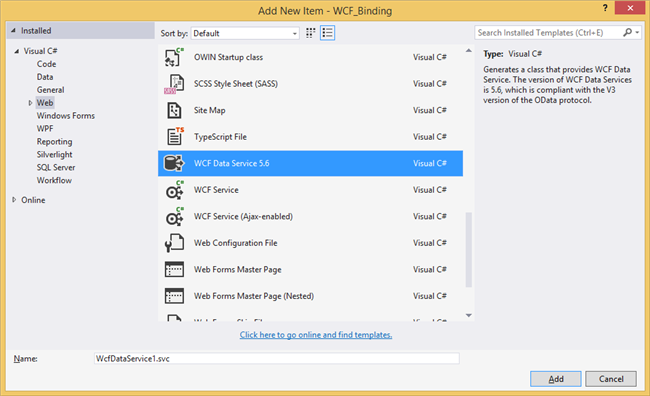 Add New Item - WCF_Binding
Installed
Sort by: Default
Search Installed Templates (Ctrl+E)
Visual C#
Code
Data
General
Web
Windows Forms
WPF
Reporting
Silverlight
SQL Server
Workflow
Online
OWIN Startup class Visual C#
SCSS Style Sheet (SASS) Visual C#
Site Map Visual C#
TypeScript File Visual C#
WCF Data Service 5.6 Visual C#
WCF Service Visual C#
WCF Service (Ajax-enabled) Visual C#
Web Configuration File Visual C#
Web Forms Master Page Visual C#
Web Forms Master Page (Nested) Visual C#
Type: Visual C#
Generates a class that provides WCF Data
Service. The version of WCF Data Services
is 5.6, which is compliant with the V3
version of the OData protocol.
Click here to go online and find templates.
Name: WcfDataService1.svc
Add Cancel